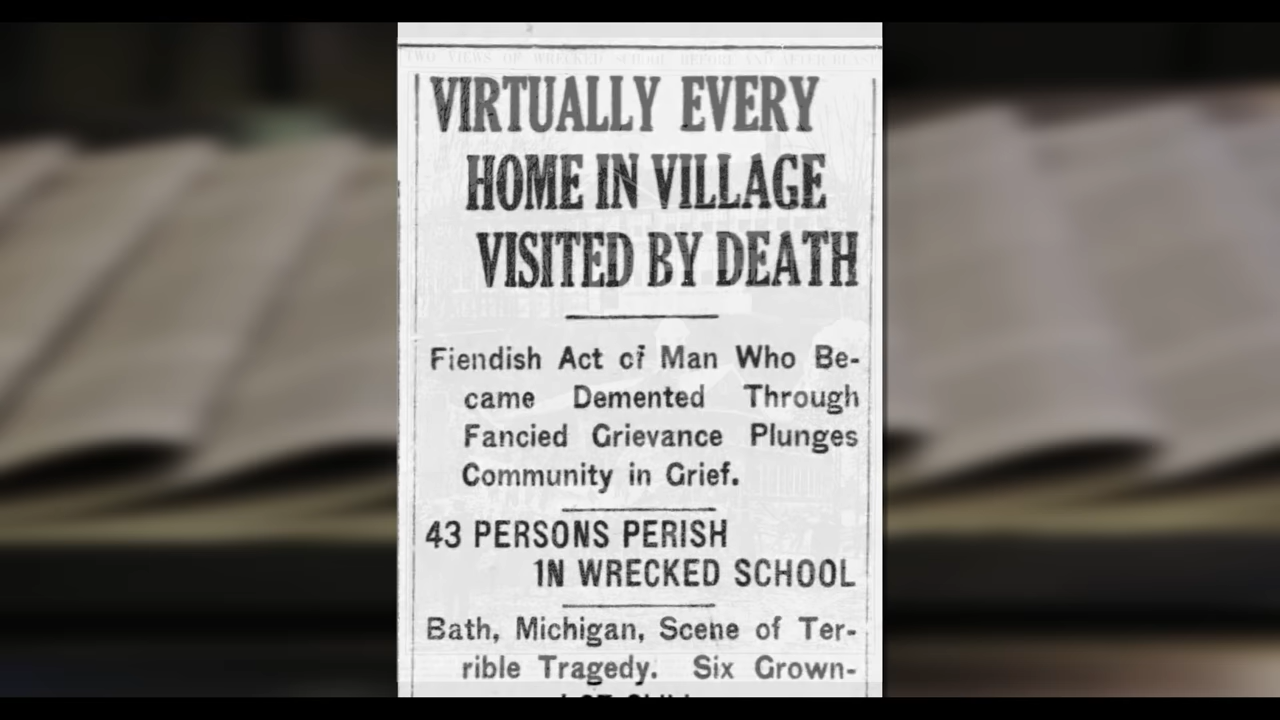 TWO VIEWS OF WRECKED SCHOOL BEFORE AND AFTER BLAST
VIRTUALLY EVERY
HOME IN VILLAGE
VISITED BY DEATH
Fiendish Act of Man Who Be-
came Demented Through
Fancied Grievance Plunges
Community in Grief.
43 PERSONS PERISH
IN WRECKED SCHOOL
Bath, Michigan, Scene of Ter-
rible Tragedy. Six Grown-